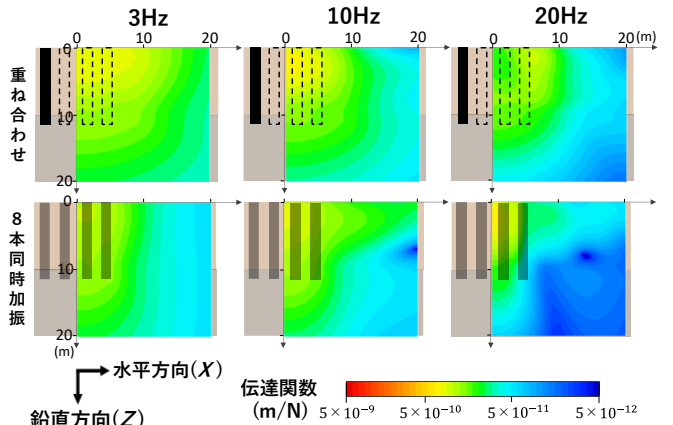 3Hz 10Hz 20Hz
0 10 20 0 10 20 0 10 20(m)
重ね合わせ
0
10
20
8本同時加振
0
10
20
(m)
水平方向(X)
鉛直方向(Z)
伝達関数
(m/N)
5×10⁻⁹ 5×10⁻¹⁰ 5×10⁻¹¹ 5×10⁻¹²